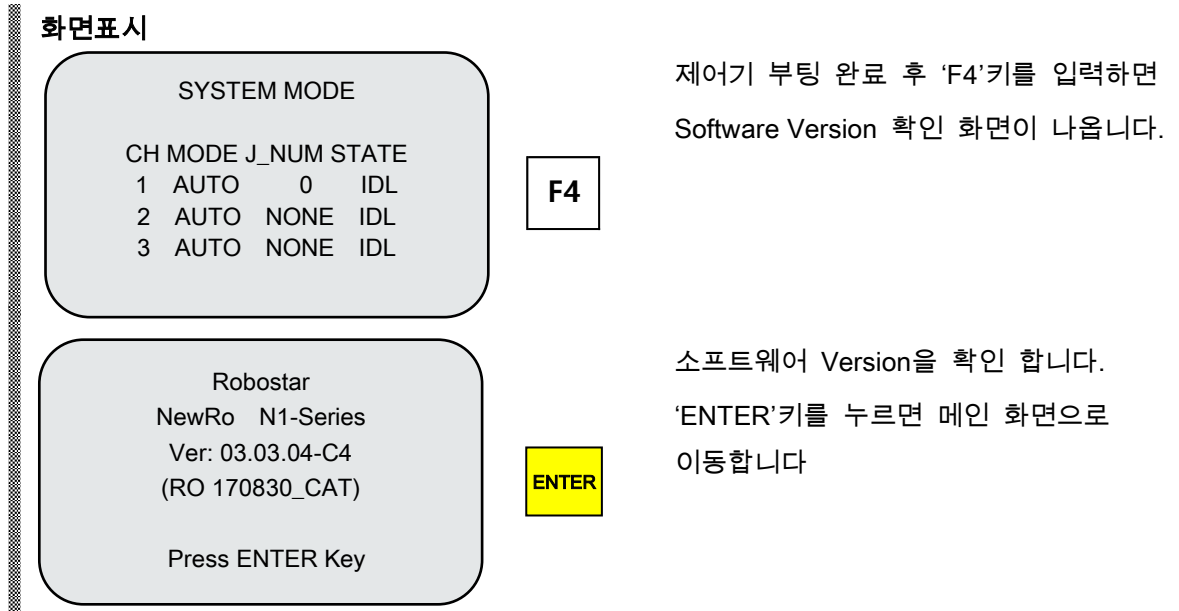 화면표시
SYSTEM MODE
CH MODE J_NUM STATE
1 AUTO 0 IDL
2 AUTO NONE IDL
3 AUTO NONE IDL
F4
제어기 부팅 완료 후 ‘F4’키를 입력하면
Software Version 확인 화면이 나옵니다.
Robostar
NewRo N1-Series
Ver: 03.03.04-C4
(RO 170830_CAT)
Press ENTER Key
ENTER
소프트웨어 Version을 확인 합니다.
‘ENTER’키를 누르면 메인 화면으로
이동합니다